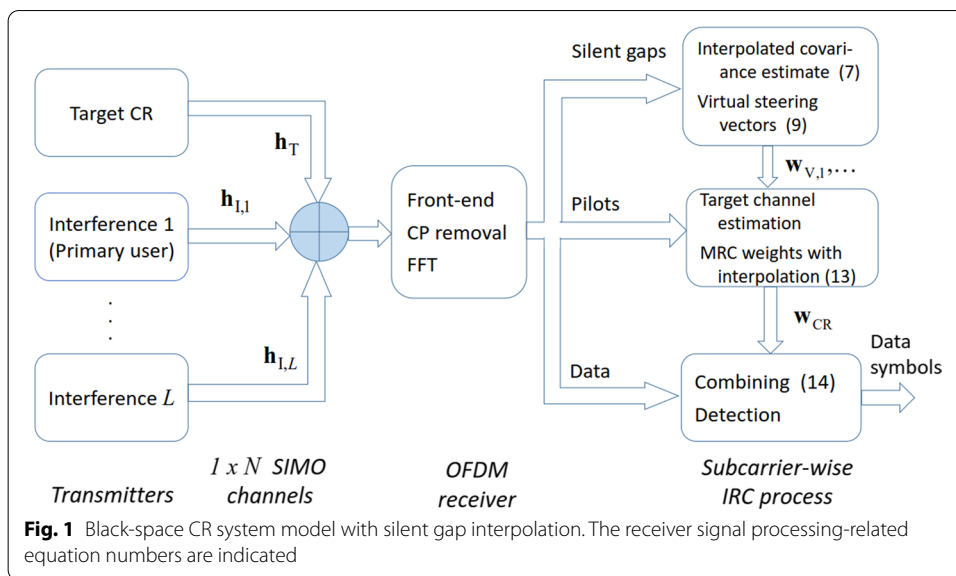 Target CR
Interference 1
(Primary user)
.
.
.
Interference L
h_T
h_I,1
h_I,L
Front-end
CP removal
FFT
Silent gaps
Pilots
Data
Interpolated covari-
ance estimate (7)
Virtual steering
vectors (9)
w_V,1,...
Target channel
estimation
MRC weights with
interpolation (13)
w_CR
Combining (14)
Detection
Data
symbols
Transmitters
1 x N SIMO
channels
OFDM
receiver
Subcarrier-wise
IRC process
Fig. 1 Black-space CR system model with silent gap interpolation. The receiver signal processing-related
equation numbers are indicated